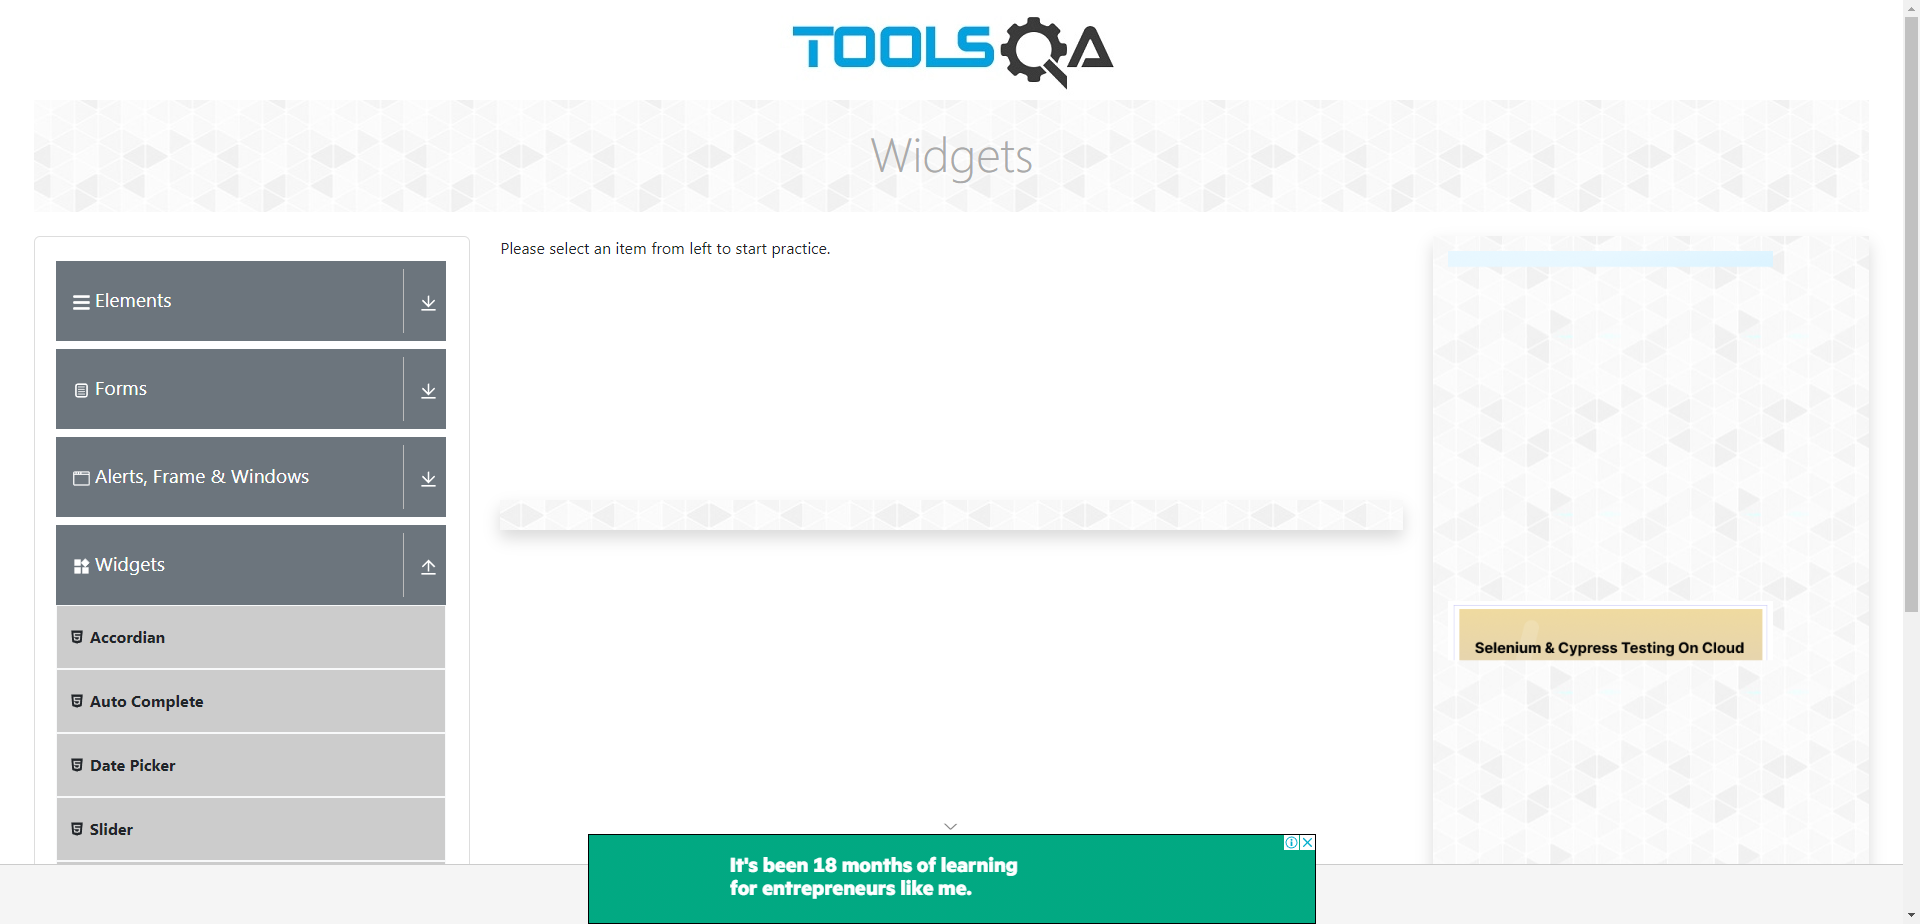 TOOLSQA
Widgets
Elements
Forms
Alerts, Frame & Windows
Widgets
Accordian
Auto Complete
Date Picker
Slider
Please select an item from left to start practice.
Selenium & Cypress Testing On Cloud
It's been 18 months of learning
for entrepreneurs like me.